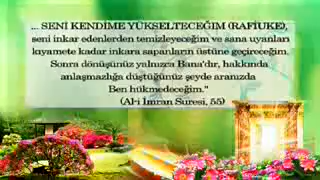 ... SENİ KENDİME YÜKSELTECEĞİM (RAFİUKE),
seni inkar edenlerden temizleyeceğim ve sana uyanları
kıyamete kadar inkara sapanların üstüne geçireceğim.
Sonra dönüşünüz yalnızca Bana'dır, hakkında
anlaşmazlığa düştüğünüz şeyde aranızda
Ben hükmedeceğim."
(Al-i İmran Suresi, 55)